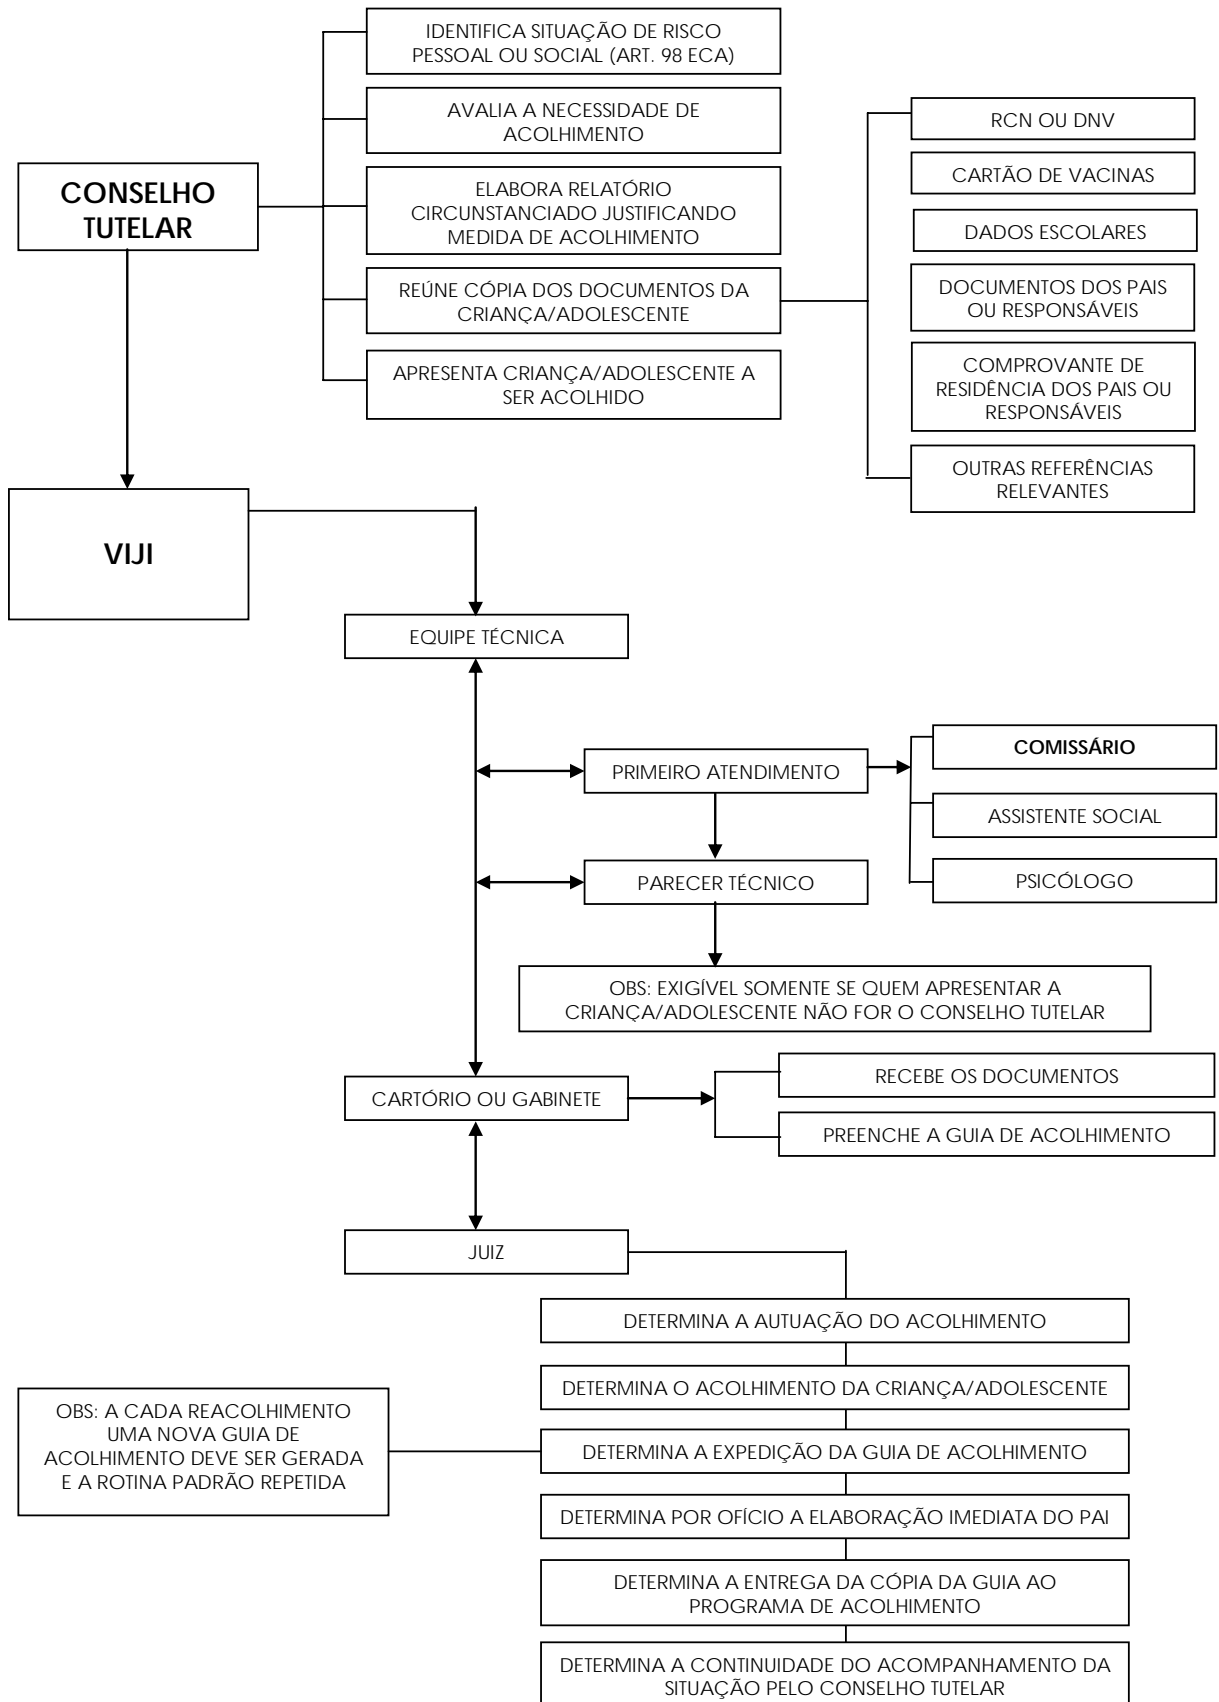 IDENTIFICA SITUAÇÃO DE RISCO
PESSOAL OU SOCIAL (ART. 98 ECA)
AVALIA A NECESSIDADE DE
ACOLHIMENTO
CONSELHO
TUTELAR
ELABORA RELATÓRIO
CIRCUNSTANCIADO JUSTIFICANDO
MEDIDA DE ACOLHIMENTO
REÚNE CÓPIA DOS DOCUMENTOS DA
CRIANÇA/ADOLESCENTE
APRESENTA CRIANÇA/ADOLESCENTE A
SER ACOLHIDO
RCN OU DNV
CARTÃO DE VACINAS
DADOS ESCOLARES
DOCUMENTOS DOS PAIS
OU RESPONSÁVEIS
COMPROVANTE DE
RESIDÊNCIA DOS PAIS OU
RESPONSÁVEIS
OUTRAS REFERÊNCIAS
RELEVANTES
VIJI
EQUIPE TÉCNICA
PRIMEIRO ATENDIMENTO
COMISSÁRIO
ASSISTENTE SOCIAL
PSICÓLOGO
PARECER TÉCNICO
OBS: EXIGÍVEL SOMENTE SE QUEM APRESENTAR A
CRIANÇA/ADOLESCENTE NÃO FOR O CONSELHO TUTELAR
CARTÓRIO OU GABINETE
RECEBE OS DOCUMENTOS
PREENCHE A GUIA DE ACOLHIMENTO
JUIZ
DETERMINA A AUTUAÇÃO DO ACOLHIMENTO
DETERMINA O ACOLHIMENTO DA CRIANÇA/ADOLESCENTE
DETERMINA A EXPEDIÇÃO DA GUIA DE ACOLHIMENTO
OBS: A CADA REACOLHIMENTO
UMA NOVA GUIA DE
ACOLHIMENTO DEVE SER GERADA
E A ROTINA PADRÃO REPETIDA
DETERMINA POR OFÍCIO A ELABORAÇÃO IMEDIATA DO PAI
DETERMINA A ENTREGA DA CÓPIA DA GUIA AO
PROGRAMA DE ACOLHIMENTO
DETERMINA A CONTINUIDADE DO ACOMPANHAMENTO DA
SITUAÇÃO PELO CONSELHO TUTELAR